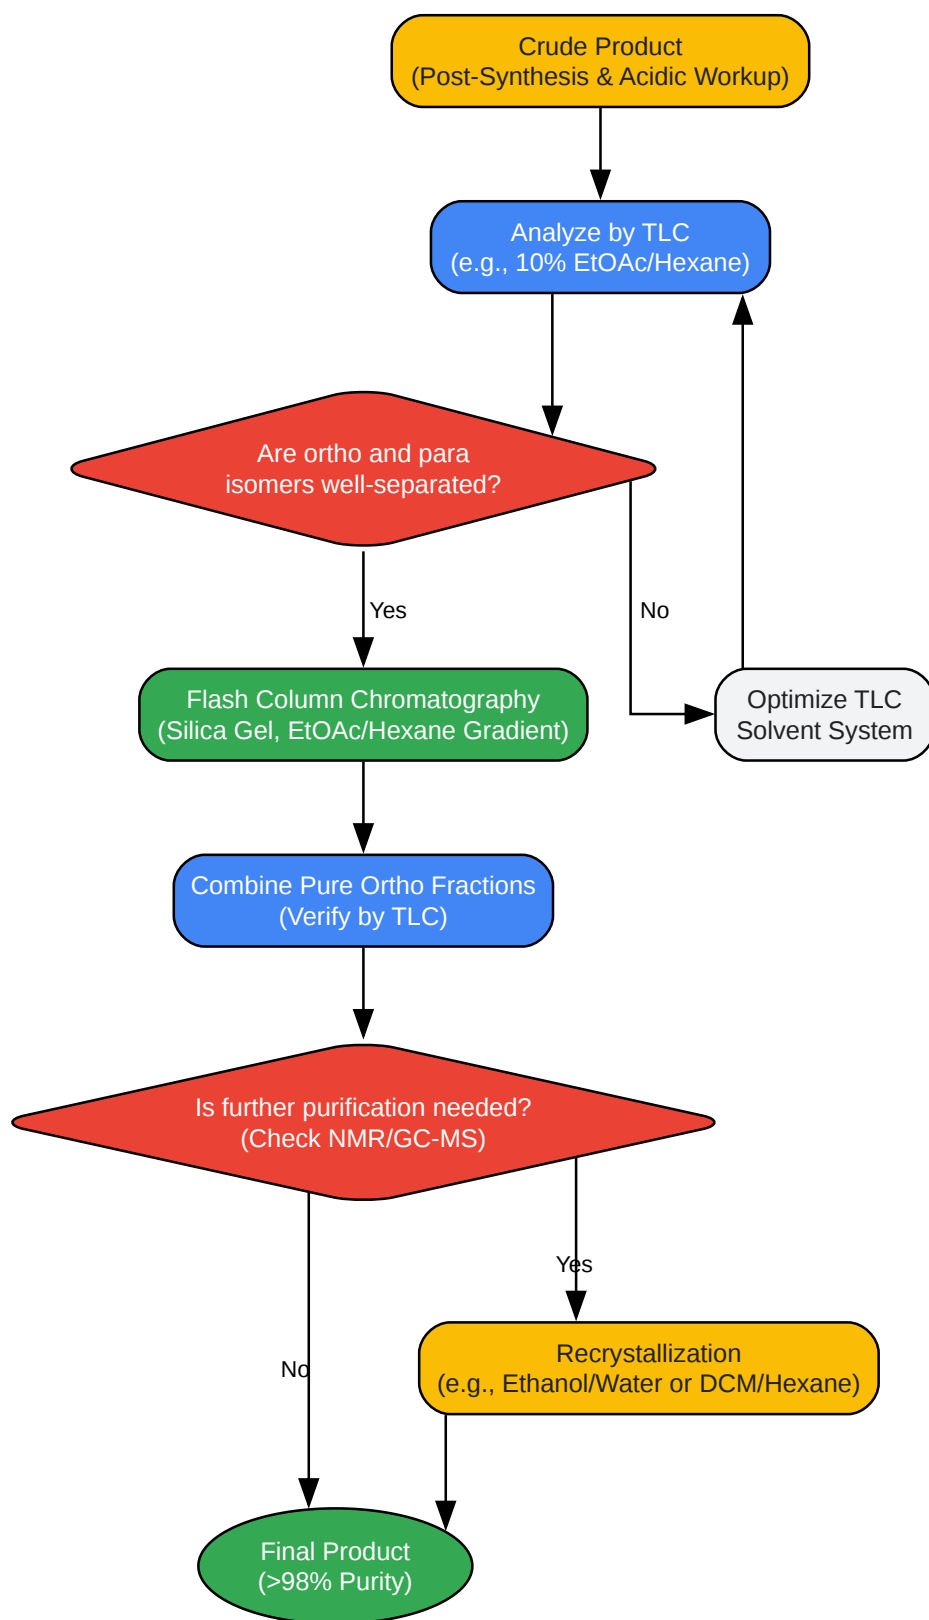 Crude Product
(Post-Synthesis & Acidic Workup)
Analyze by TLC
(e.g., 10% EtOAc/Hexane)
Are ortho and para
isomers well-separated?
Yes
No
Flash Column Chromatography
(Silica Gel, EtOAc/Hexane Gradient)
Optimize TLC
Solvent System
Combine Pure Ortho Fractions
(Verify by TLC)
Is further purification needed?
(Check NMR/GC-MS)
Yes
No
Recrystallization
(e.g., Ethanol/Water or DCM/Hexane)
Final Product
(>98% Purity)